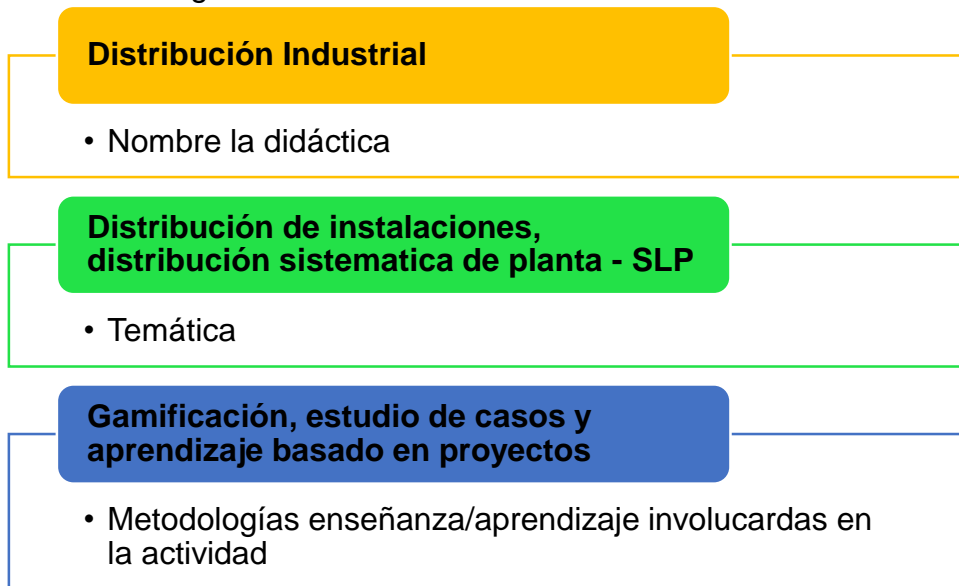 Distribución Industrial
• Nombre la didáctica
Distribución de instalaciones,
distribución sistematica de planta - SLP
• Temática
Gamificación, estudio de casos y
aprendizaje basado en proyectos
• Metodologías enseñanza/aprendizaje involucardas en
la actividad